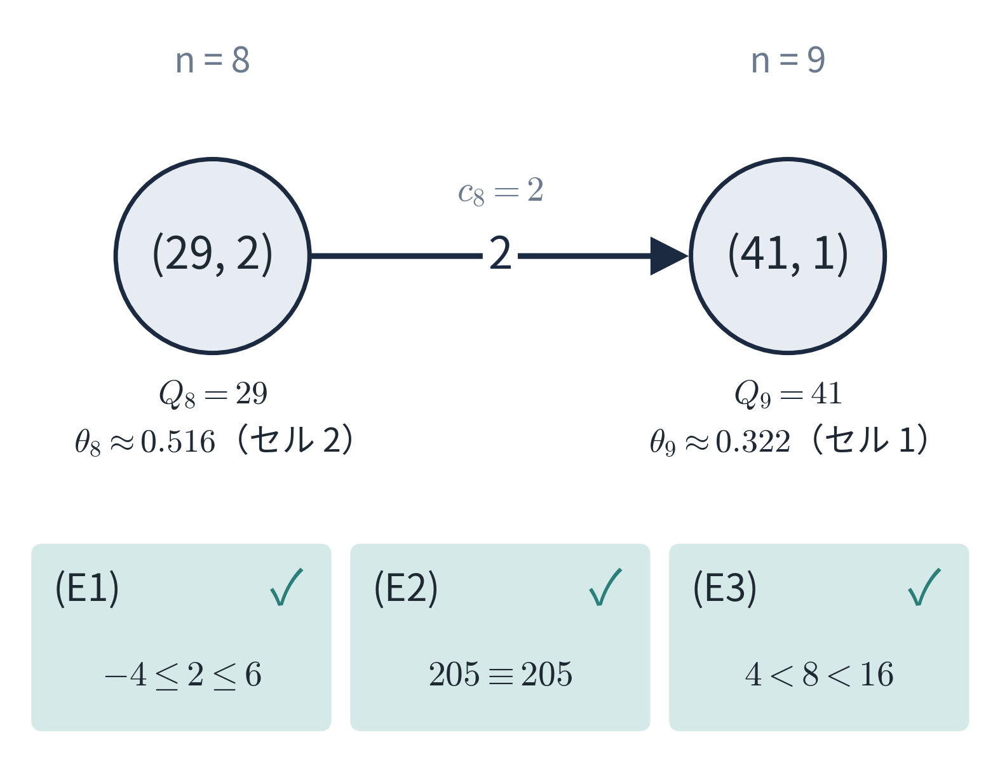 n = 8
n = 9
c₈ = 2
(29, 2)
2
(41, 1)
Q₈ = 29
θ₈ ≈ 0.516（セル 2）
Q₉ = 41
θ₉ ≈ 0.322（セル 1）
(E1) ✓
−4 ≤ 2 ≤ 6
(E2) ✓
205 ≡ 205
(E3) ✓
4 < 8 < 16